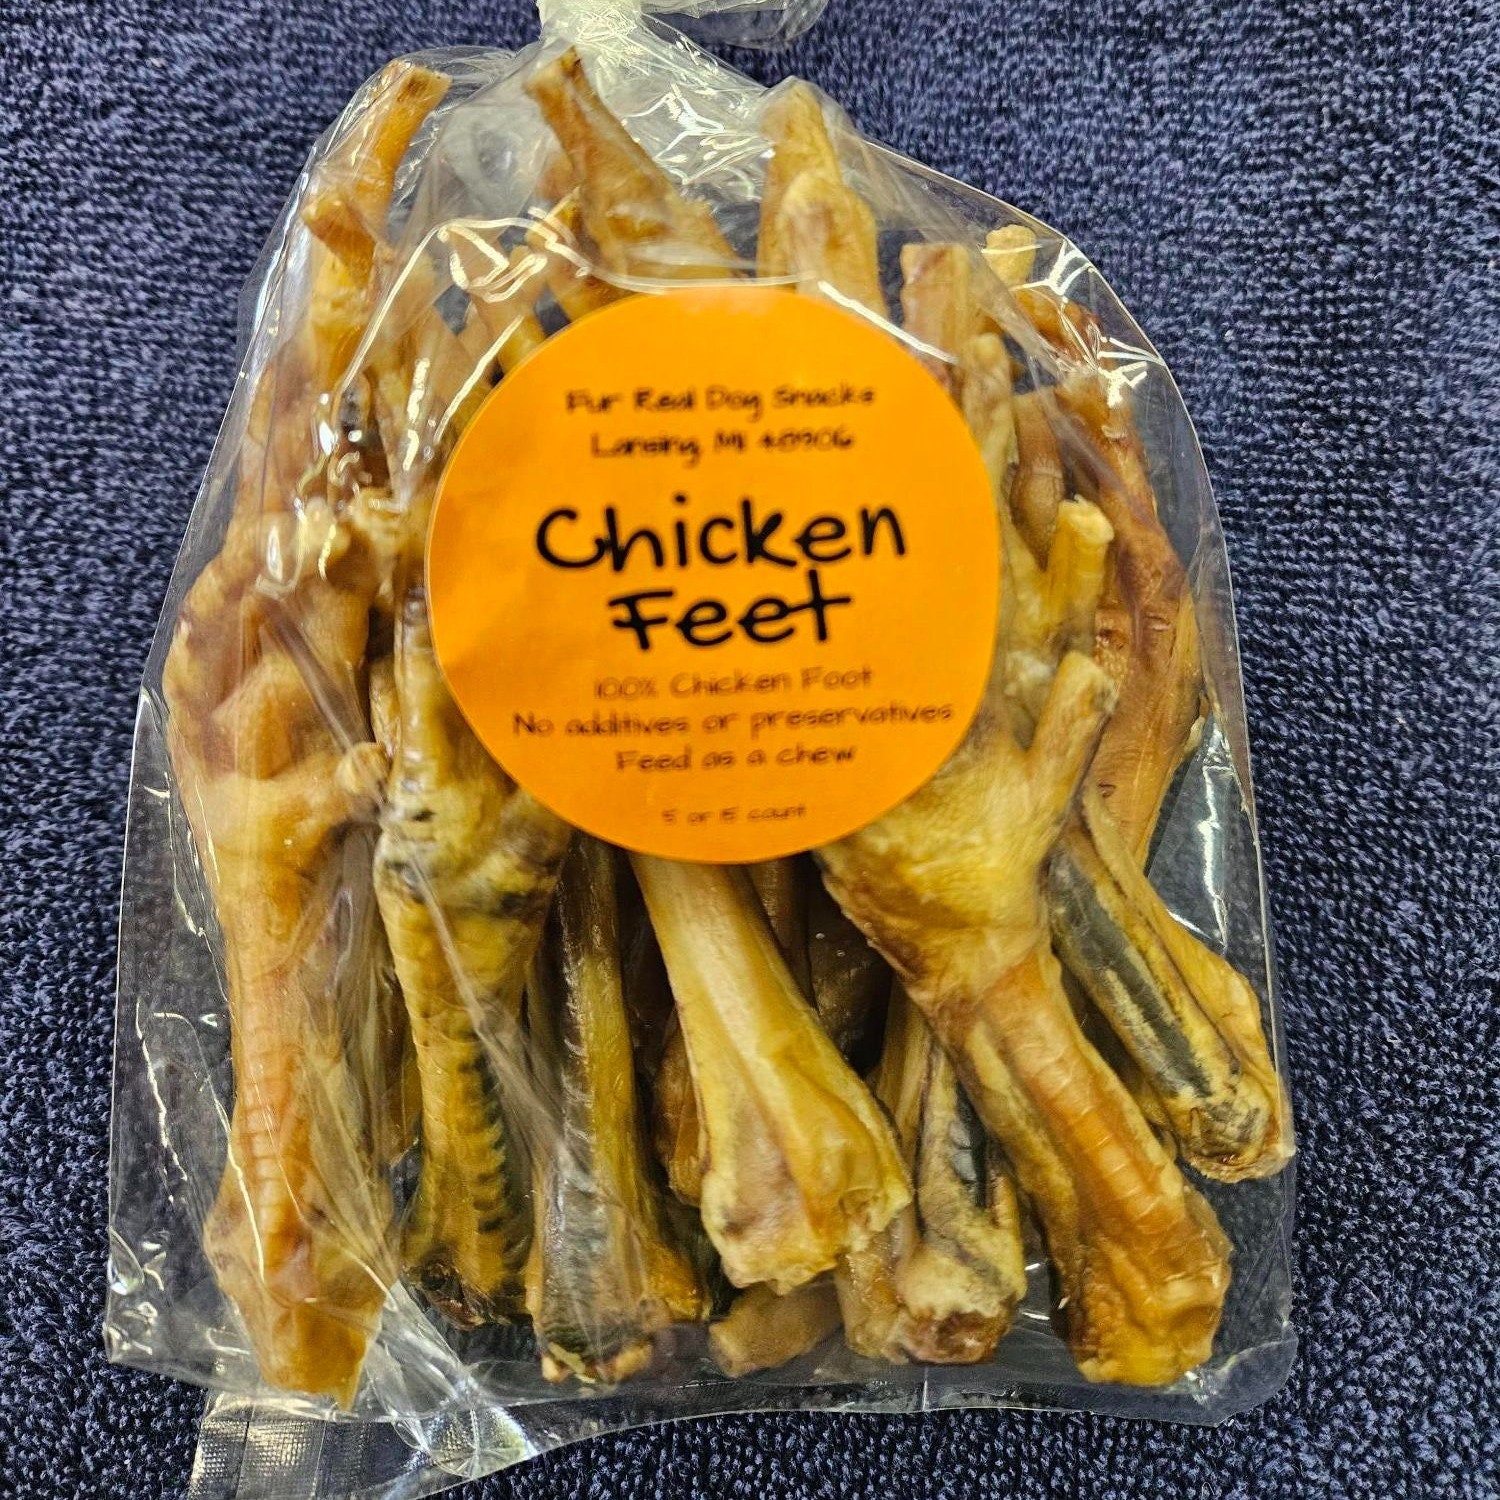 Fur Real Dog Snacks
Lansing, MI 48906
Chicken
Feet
100% Chicken Foot
No additives or preservatives
Feed as a chew
count